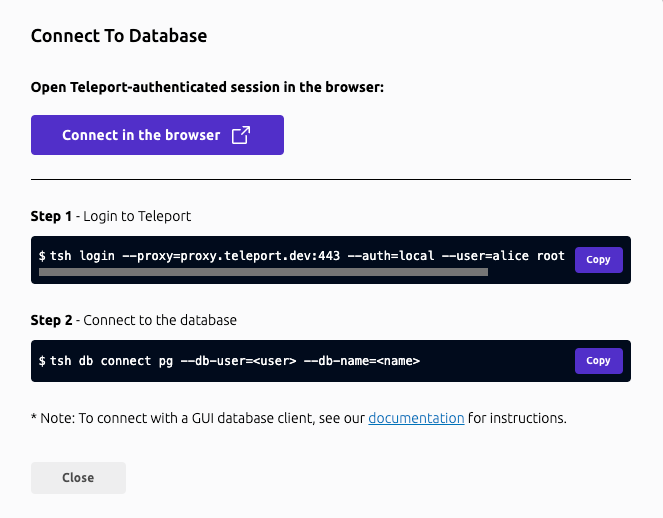 Connect To Database
Open Teleport-authenticated session in the browser:
Connect in the browser
Step 1 - Login to Teleport
$ tsh login --proxy=proxy.teleport.dev:443 --auth=local --user=alice root
Copy
Step 2 - Connect to the database
$ tsh db connect pg --db-user=<user> --db-name=<name>
Copy
* Note: To connect with a GUI database client, see our documentation for instructions.
Close